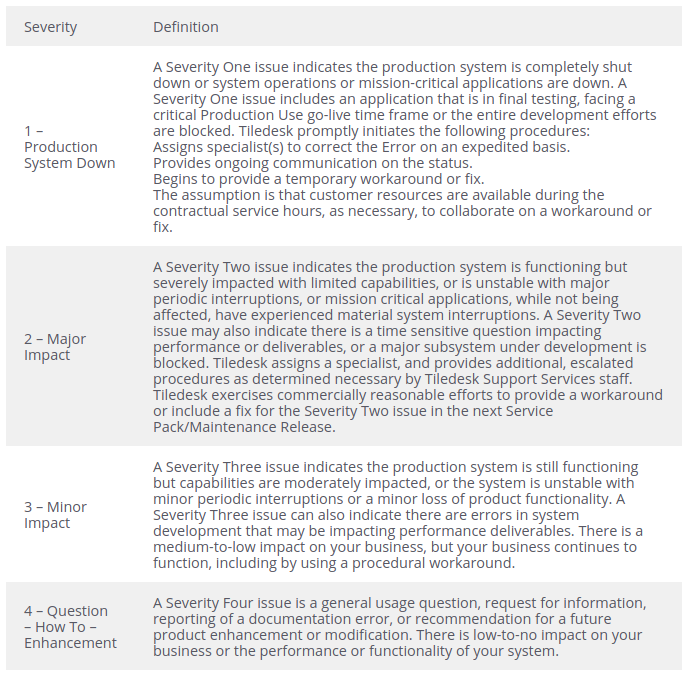 Severity
Definition
1 –
Production
System Down
A Severity One issue indicates the production system is completely shut
down or system operations or mission-critical applications are down. A
Severity One issue includes an application that is in final testing, facing a
critical Production Use go-live time frame or the entire development efforts
are blocked. Tiledesk promptly initiates the following procedures:
Assigns specialist(s) to correct the Error on an expedited basis.
Provides ongoing communication on the status.
Begins to provide a temporary workaround or fix.
The assumption is that customer resources are available during the
contractual service hours, as necessary, to collaborate on a workaround or
fix.
2 – Major
Impact
A Severity Two issue indicates the production system is functioning but
severely impacted with limited capabilities, or is unstable with major
periodic interruptions, or mission critical applications, while not being
affected, have experienced material system interruptions. A Severity Two
issue may also indicate there is a time sensitive question impacting
performance or deliverables, or a major subsystem under development is
blocked. Tiledesk assigns a specialist, and provides additional, escalated
procedures as determined necessary by Tiledesk Support Services staff.
Tiledesk exercises commercially reasonable efforts to provide a workaround
or include a fix for the Severity Two issue in the next Service
Pack/Maintenance Release.
3 – Minor
Impact
A Severity Three issue indicates the production system is still functioning
but capabilities are moderately impacted, or the system is unstable with
minor periodic interruptions or a minor loss of product functionality. A
Severity Three issue can also indicate there are errors in system
development that may be impacting performance deliverables. There is a
medium-to-low impact on your business, but your business continues to
function, including by using a procedural workaround.
4 – Question
– How To –
Enhancement
A Severity Four issue is a general usage question, request for information,
reporting of a documentation error, or recommendation for a future
product enhancement or modification. There is low-to-no impact on your
business or the performance or functionality of your system.